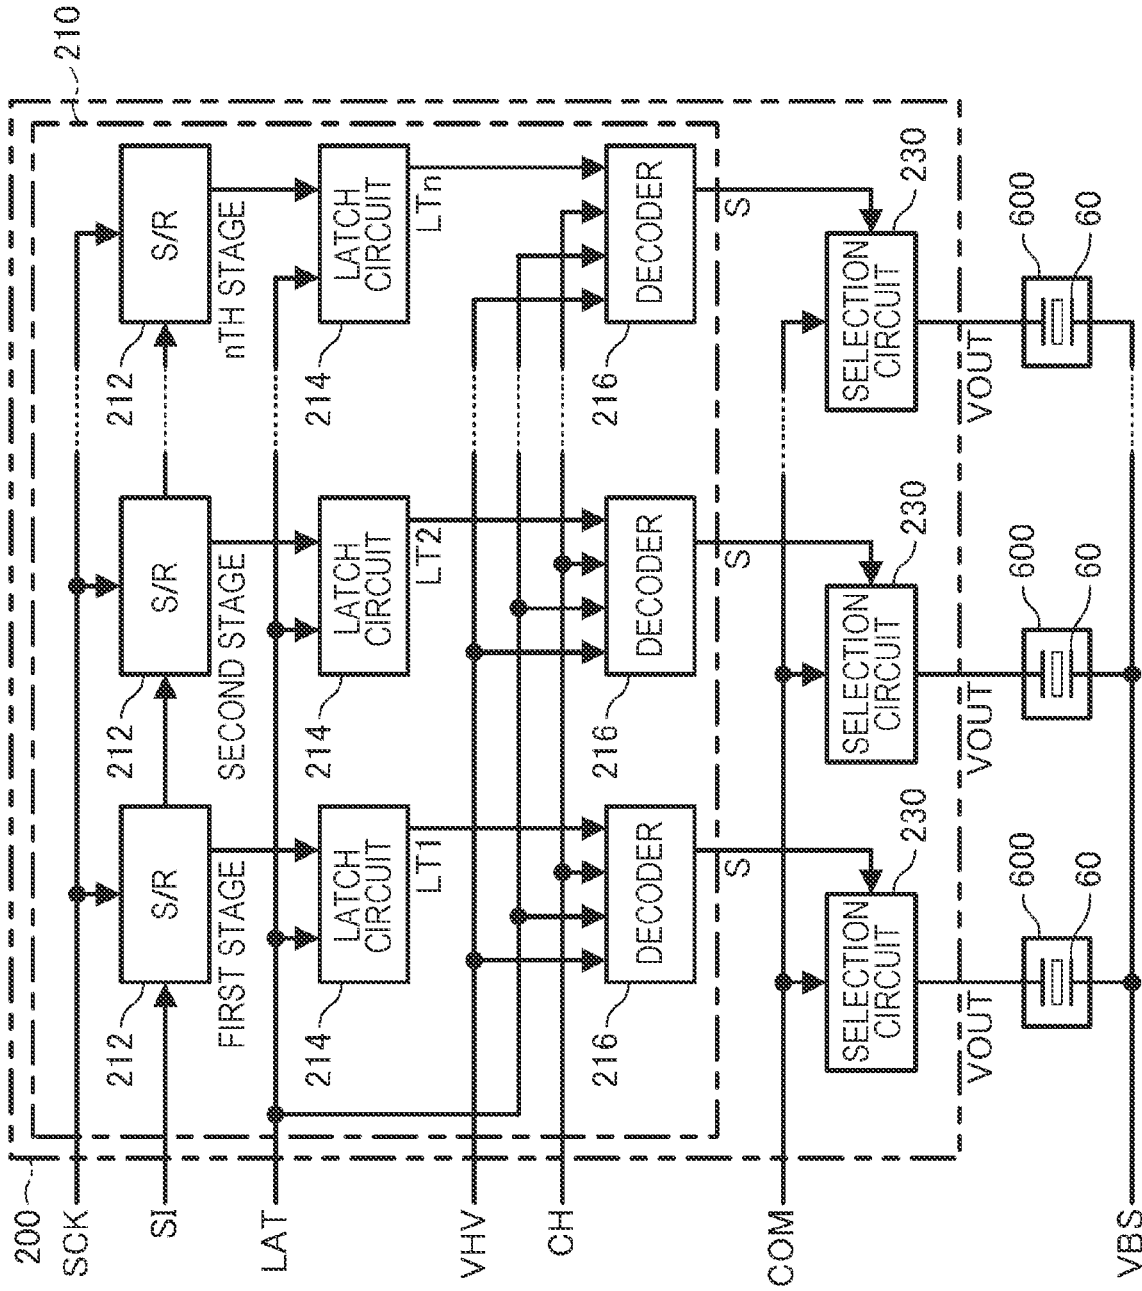 200
210
SCK
SI
LAT
VHV
CH
COM
VBS
S/R
S/R
S/R
212
212
212
FIRST STAGE
SECOND STAGE
nTH STAGE
LATCH
CIRCUIT
LATCH
CIRCUIT
LATCH
CIRCUIT
214
214
214
LT1
LT2
LTn
DECODER
DECODER
DECODER
216
216
216
S
S
S
SELECTION
CIRCUIT
SELECTION
CIRCUIT
SELECTION
CIRCUIT
230
230
230
VOUT
VOUT
VOUT
600
600
600
60
60
60